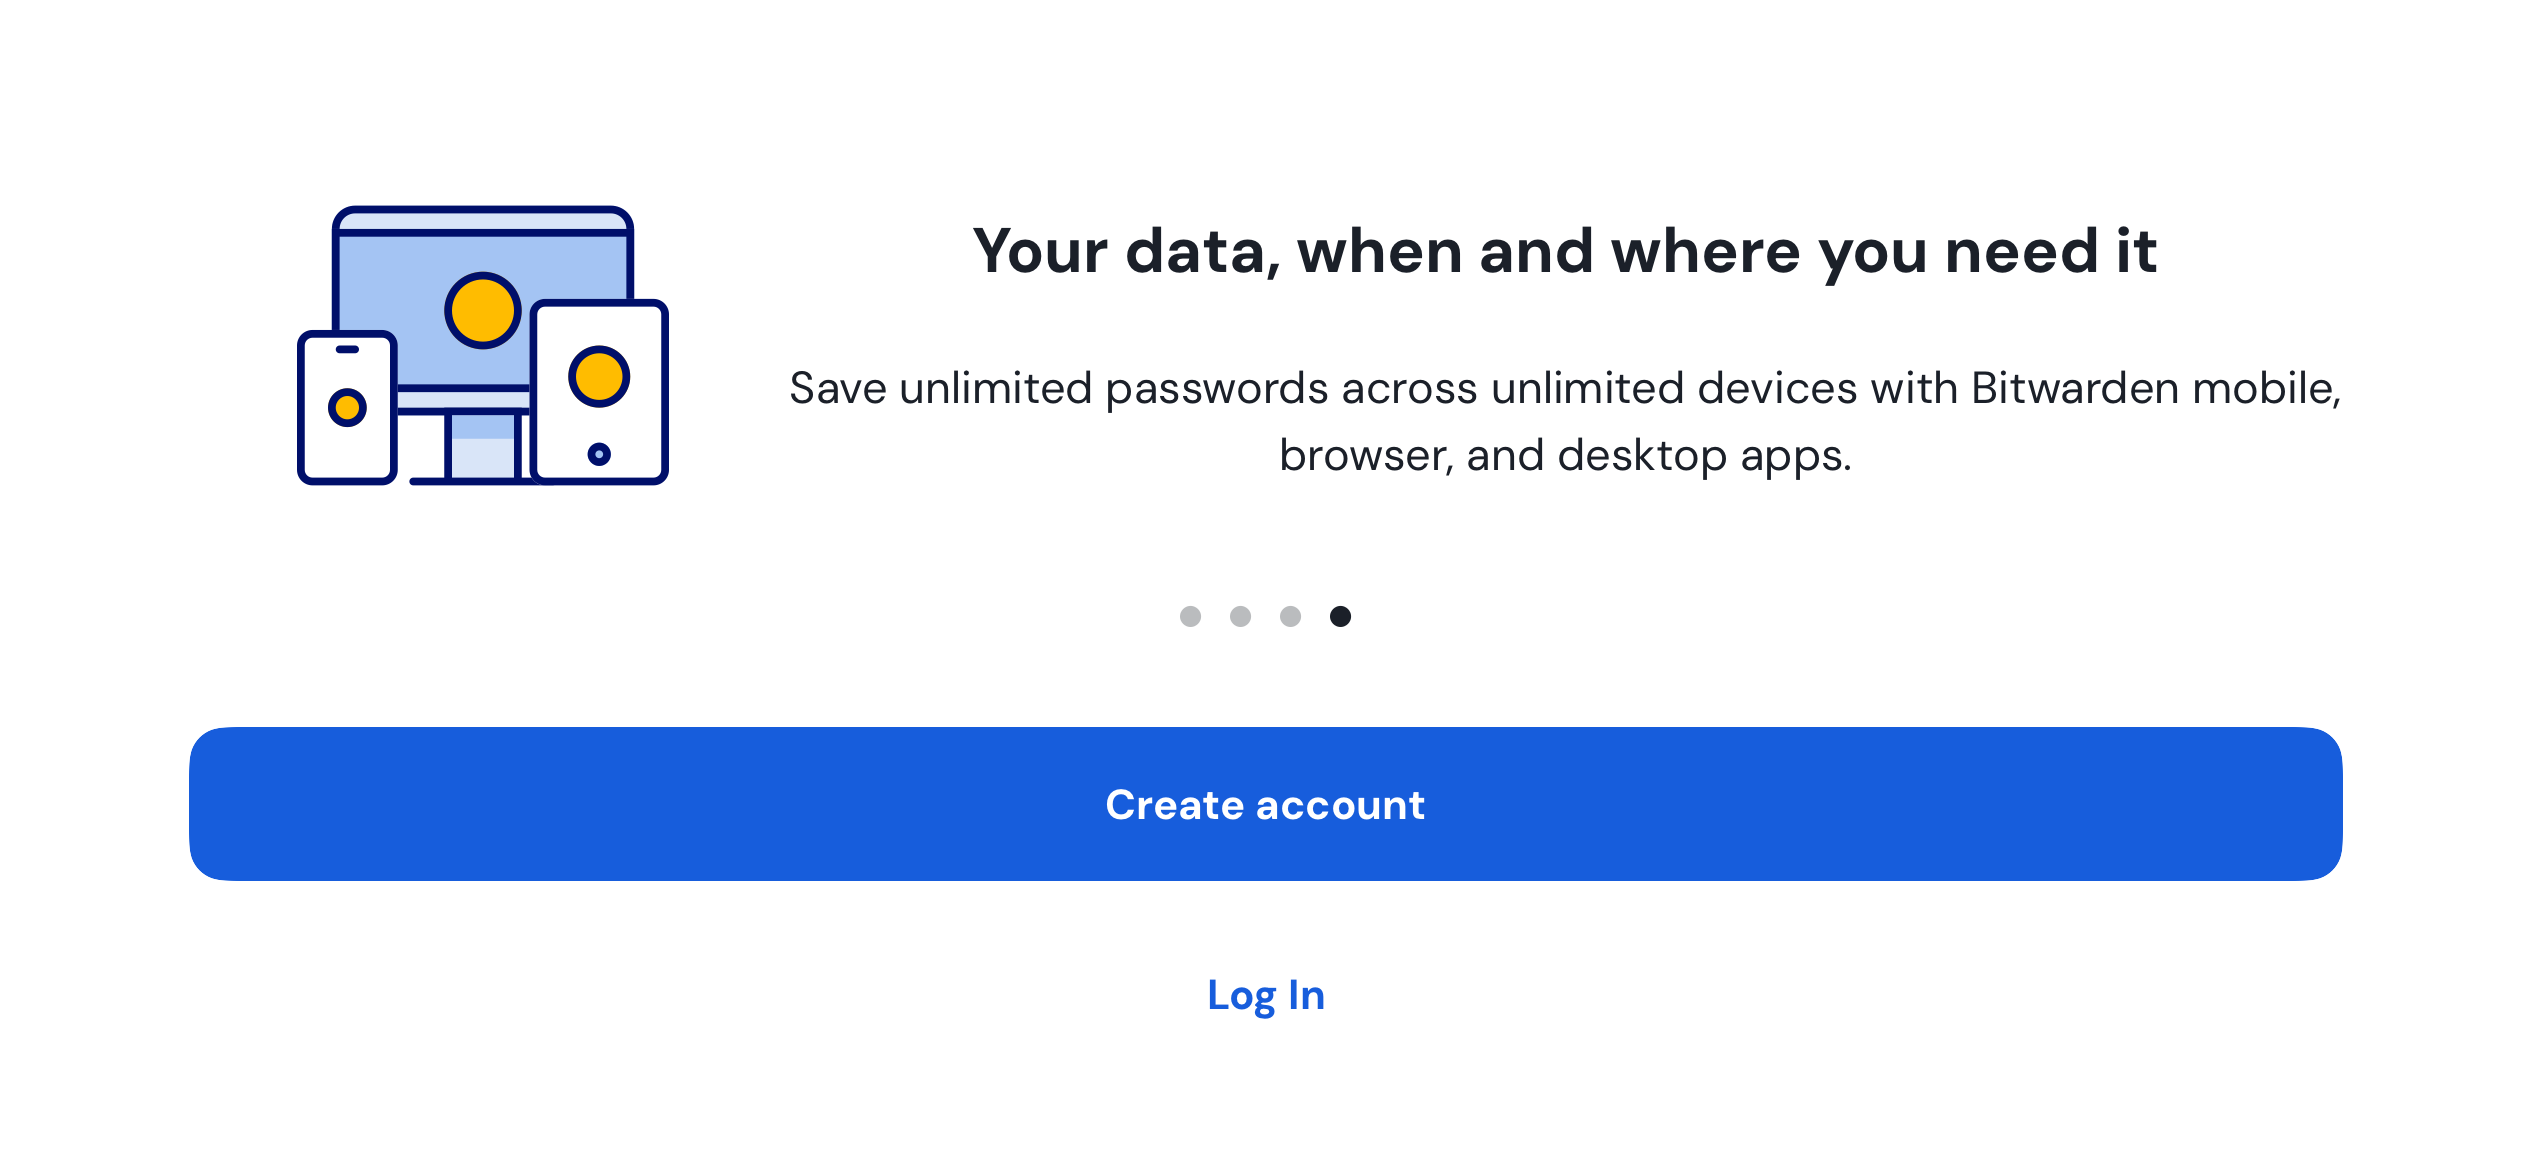 Your data, when and where you need it
Save unlimited passwords across unlimited devices with Bitwarden mobile,
browser, and desktop apps.
Create account
Log In